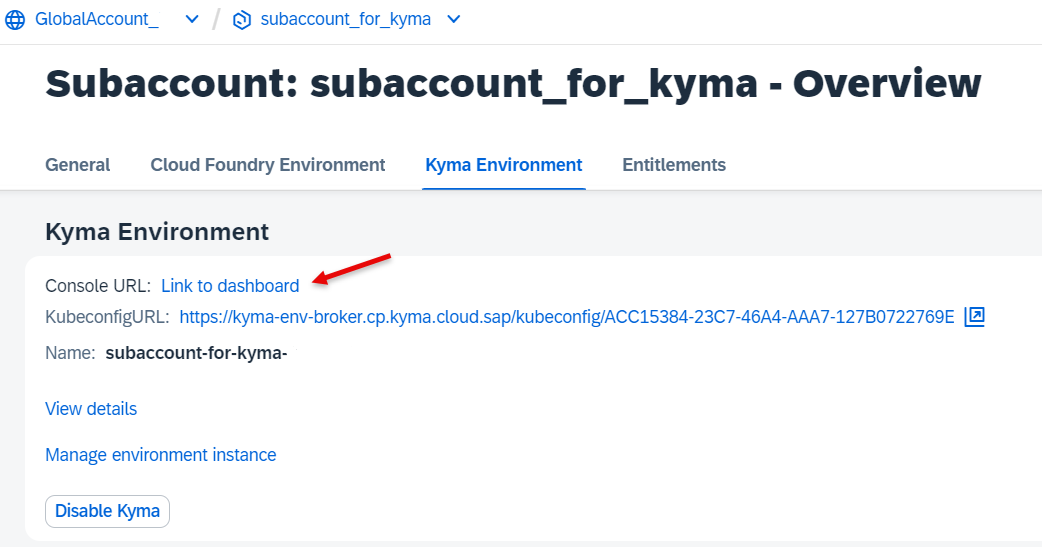 GlobalAccount_ / subaccount_for_kyma
Subaccount: subaccount_for_kyma - Overview
General Cloud Foundry Environment Kyma Environment Entitlements
Kyma Environment
Console URL: Link to dashboard
KubeconfigURL: https://kyma-env-broker.cp.kyma.cloud.sap/kubeconfig/ACC15384-23C7-46A4-AAA7-127B0722769E
Name: subaccount-for-kyma-
View details
Manage environment instance
Disable Kyma